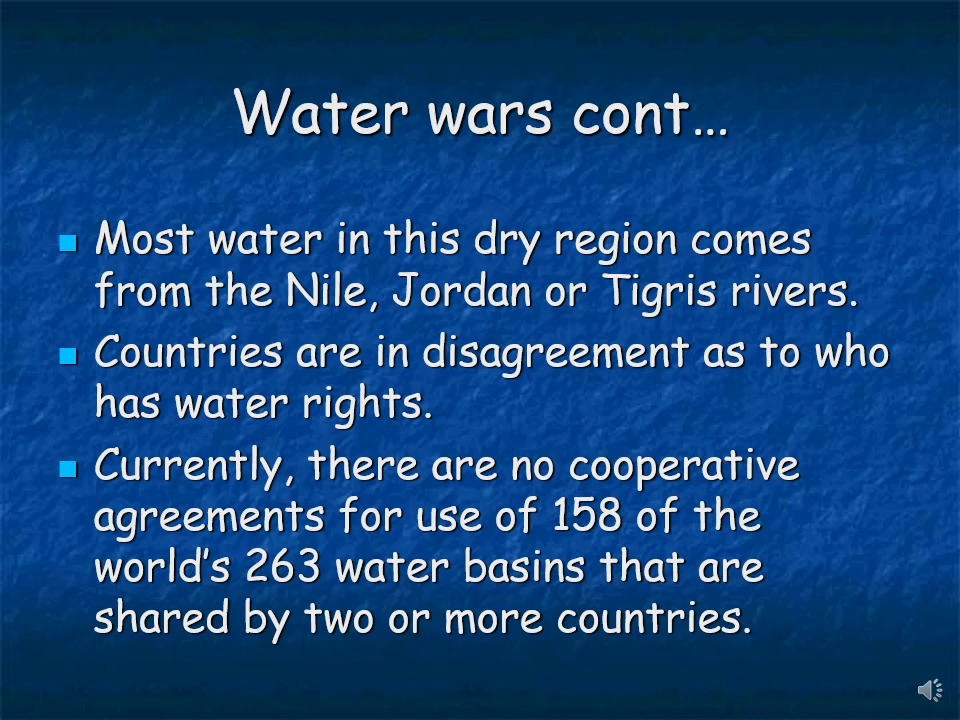 Water wars cont…
Most water in this dry region comes
from the Nile, Jordan or Tigris rivers.
Countries are in disagreement as to who
has water rights.
Currently, there are no cooperative
agreements for use of 158 of the
world’s 263 water basins that are
shared by two or more countries.